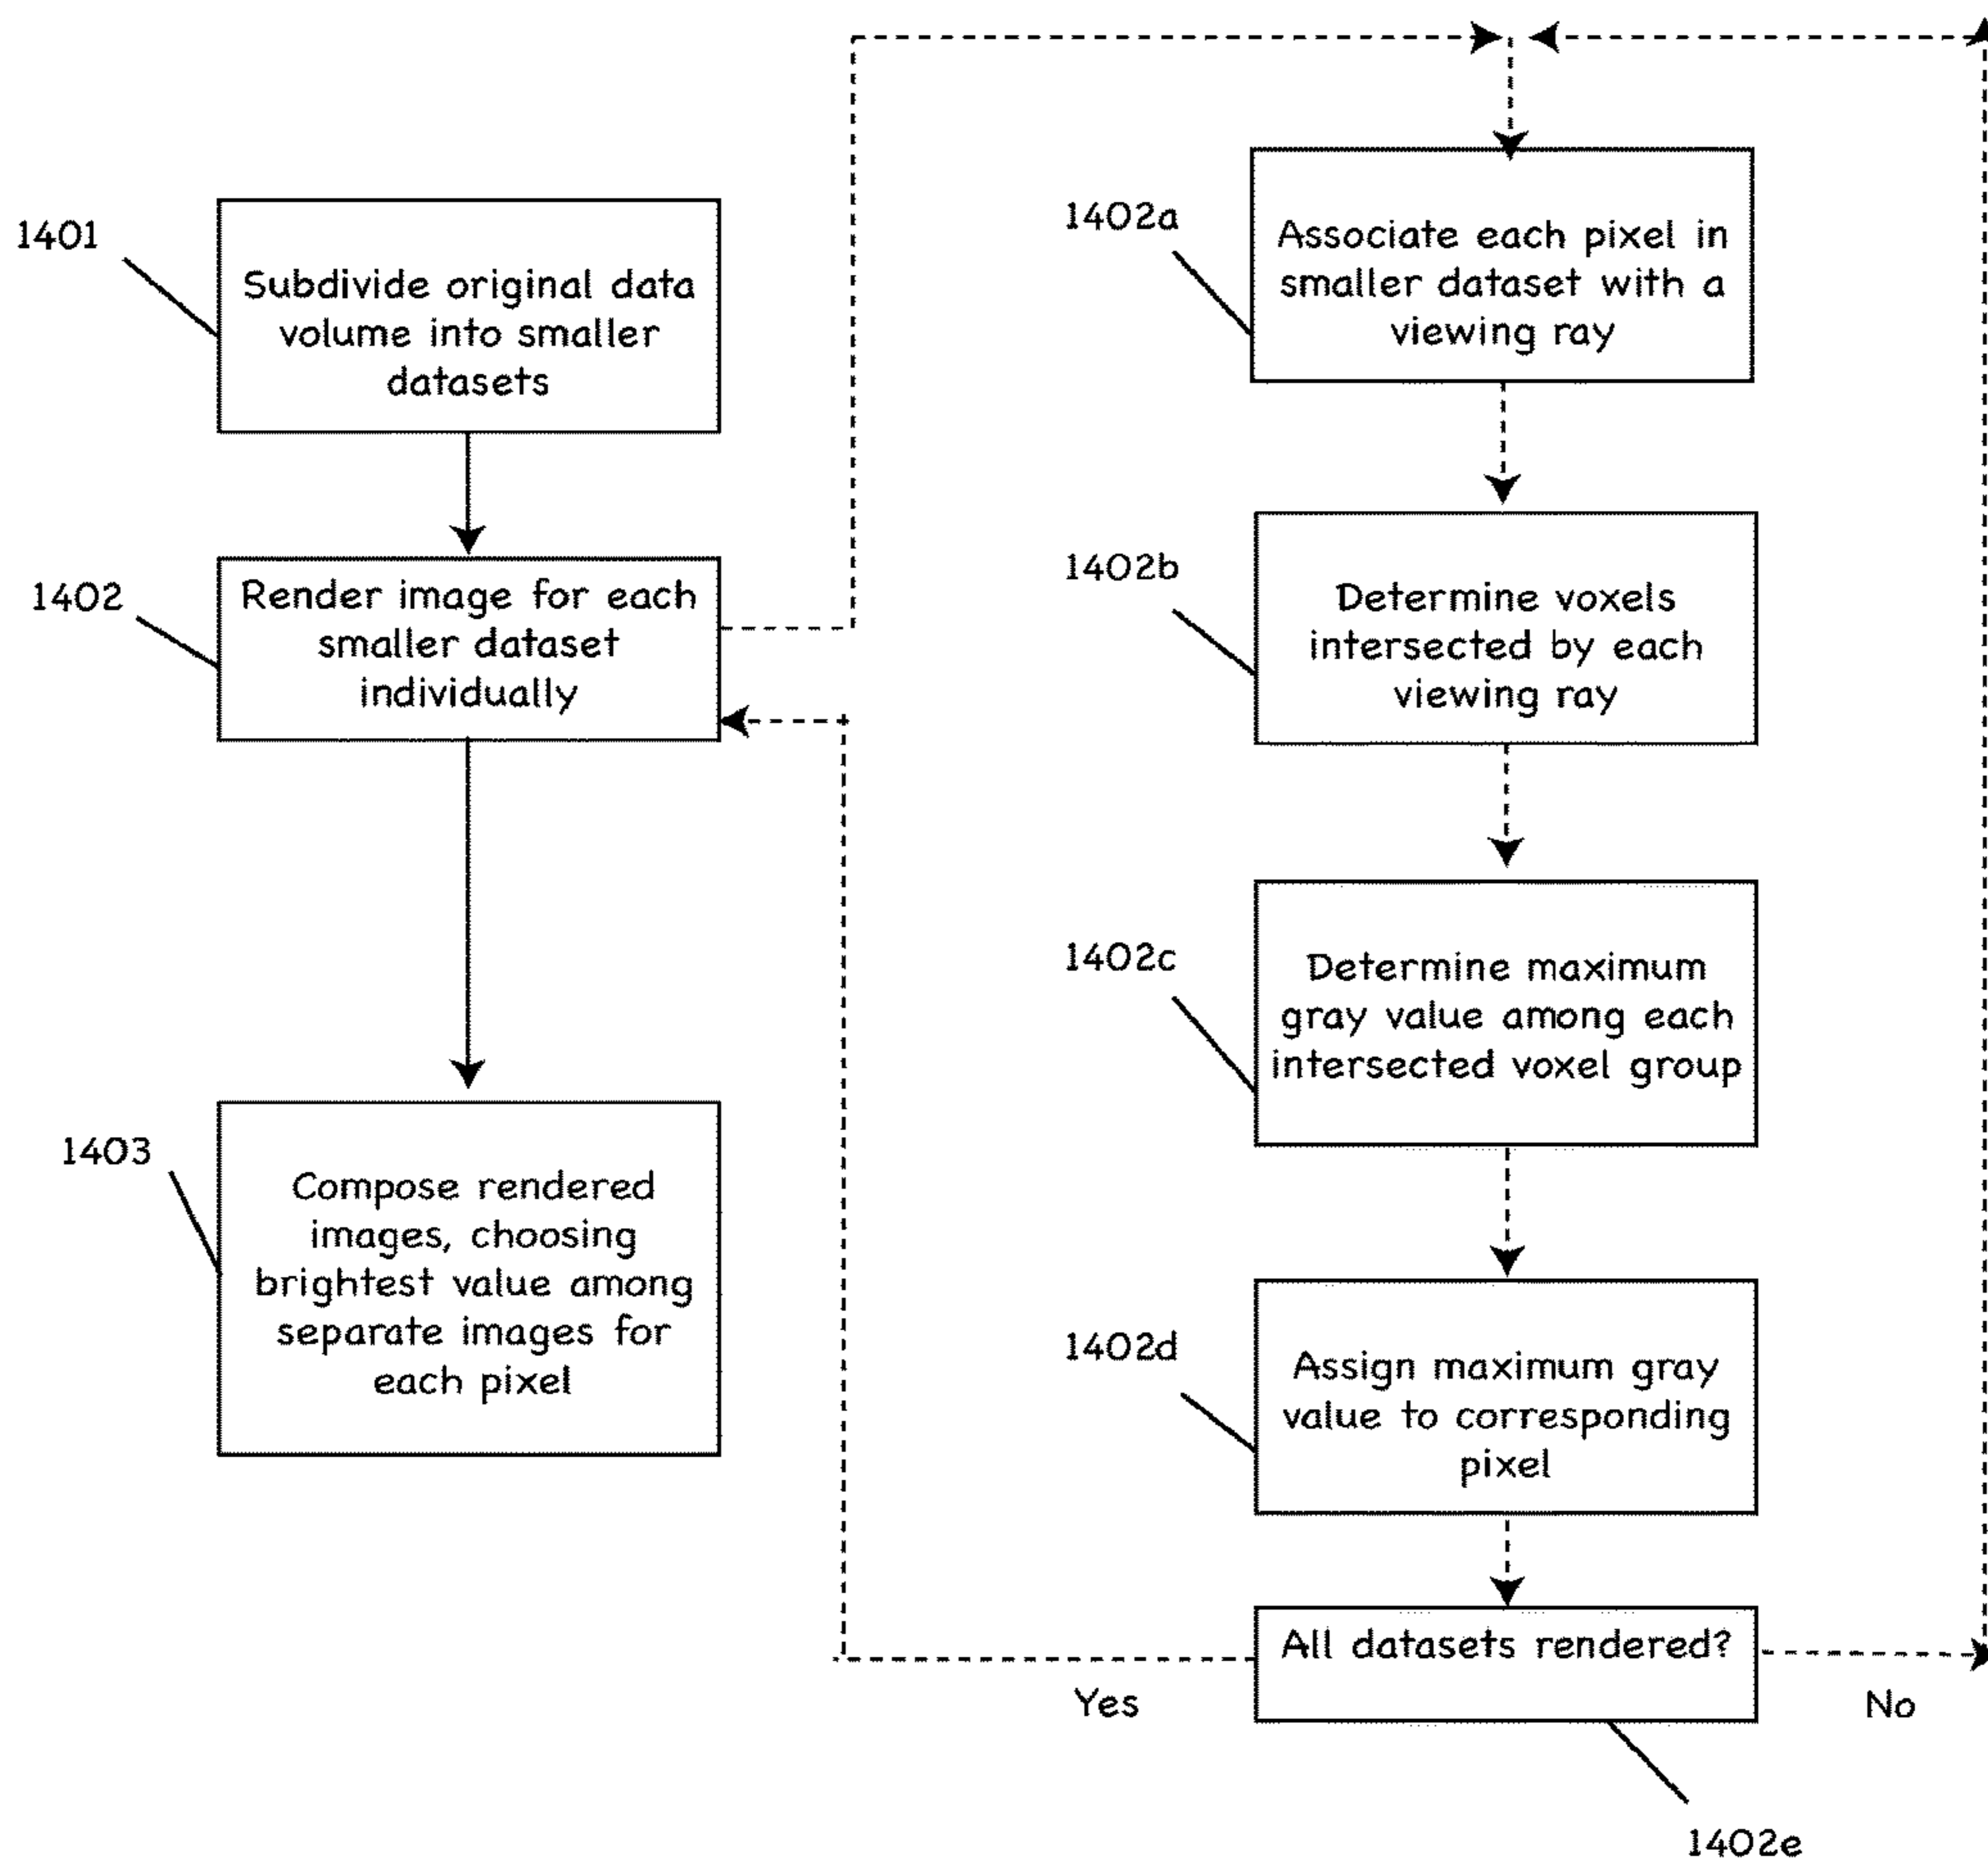 1401
Subdivide original data
volume into smaller
datasets
1402
Render image for each
smaller dataset
individually
1403
Compose rendered
images, choosing
brightest value among
separate images for
each pixel
1402a
Associate each pixel in
smaller dataset with a
viewing ray
1402b
Determine voxels
intersected by each
viewing ray
1402c
Determine maximum
gray value among each
intersected voxel group
1402d
Assign maximum gray
value to corresponding
pixel
All datasets rendered?
Yes
No
1402e